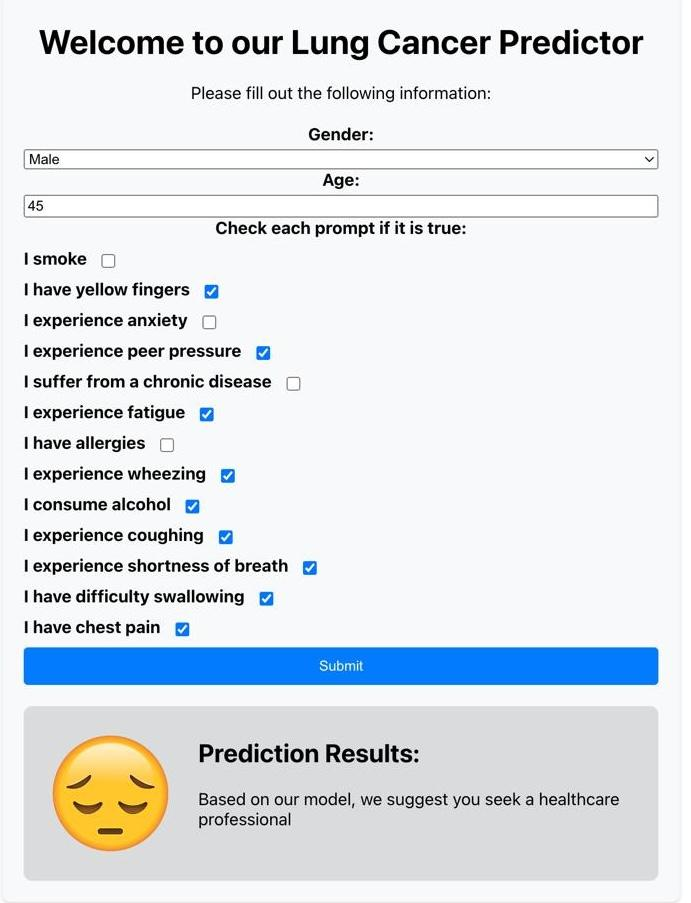 Welcome to our Lung Cancer Predictor
Please fill out the following information:
Gender:
Male
Age:
45
Check each prompt if it is true:
I smoke
I have yellow fingers
I experience anxiety
I experience peer pressure
I suffer from a chronic disease
I experience fatigue
I have allergies
I experience wheezing
I consume alcohol
I experience coughing
I experience shortness of breath
I have difficulty swallowing
I have chest pain
Submit
Prediction Results:
Based on our model, we suggest you seek a healthcare
professional